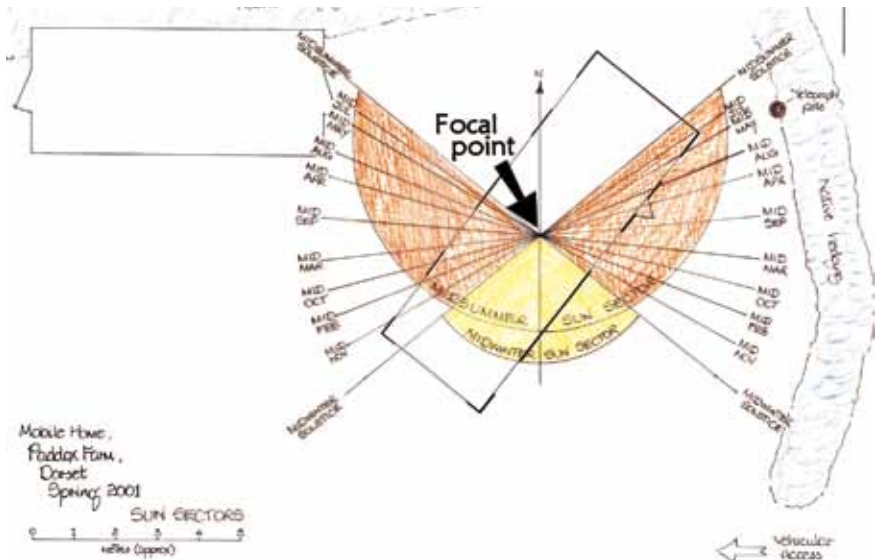 MIDSUMMER
SOLSTICE
MID
JUL
MID
MAY
MID
AUG
MID
APR
MID
SEP
MID
MAR
MID
OCT
MID
FEB
MID
NOV
MIDWINTER
SOLSTICE
N
Focal
point
MIDSUMMER SUN SECTORS
MIDWINTER SUN SECTOR
MIDSUMMER
SOLSTICE
MID
MID
MAY
MID
AUG
MID
APR
MID
SEP
MID
MAR
MID
OCT
MID
FEB
MID
NOV
MIDWINTER
SOLSTICE
Telegraph
pole
Native Hedging
Mobile Home,
Paddox Farm,
Dorset
Spring 2001
SUN SECTORS
0 1 2 3 4 5
metres (approx)
Vehicular
Access